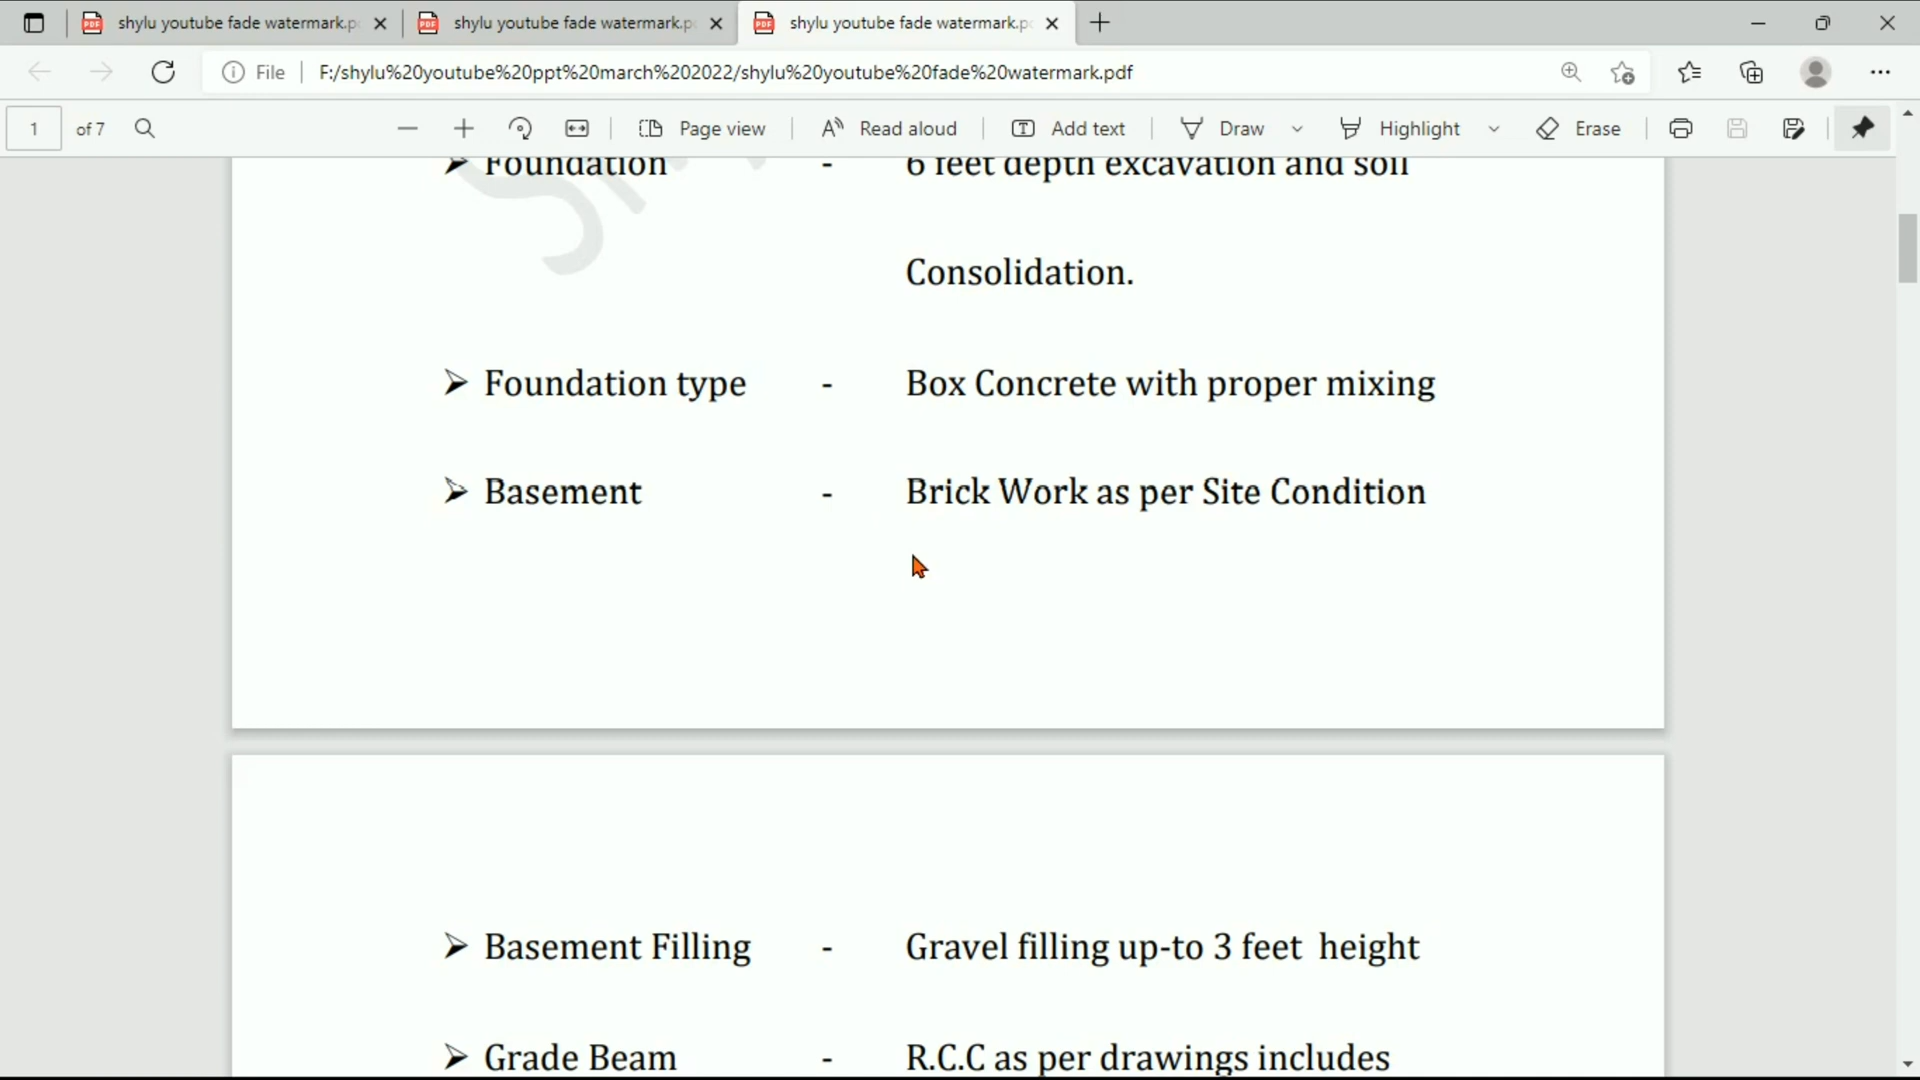 shylu youtube fade watermark.p
shylu youtube fade watermark.p
shylu youtube fade watermark.p
File
F:/shylu%20youtube%20ppt%20march%202022/shylu%20youtube%20fade%20watermark.pdf
1 of 7
Page view
Read aloud
Add text
Draw
Highlight
Erase
➢ Foundation - 6 feet depth excavation and soil
Consolidation.
➢ Foundation type - Box Concrete with proper mixing
➢ Basement - Brick Work as per Site Condition
➢ Basement Filling - Gravel filling up-to 3 feet height
➢ Grade Beam - R.C.C as per drawings includes